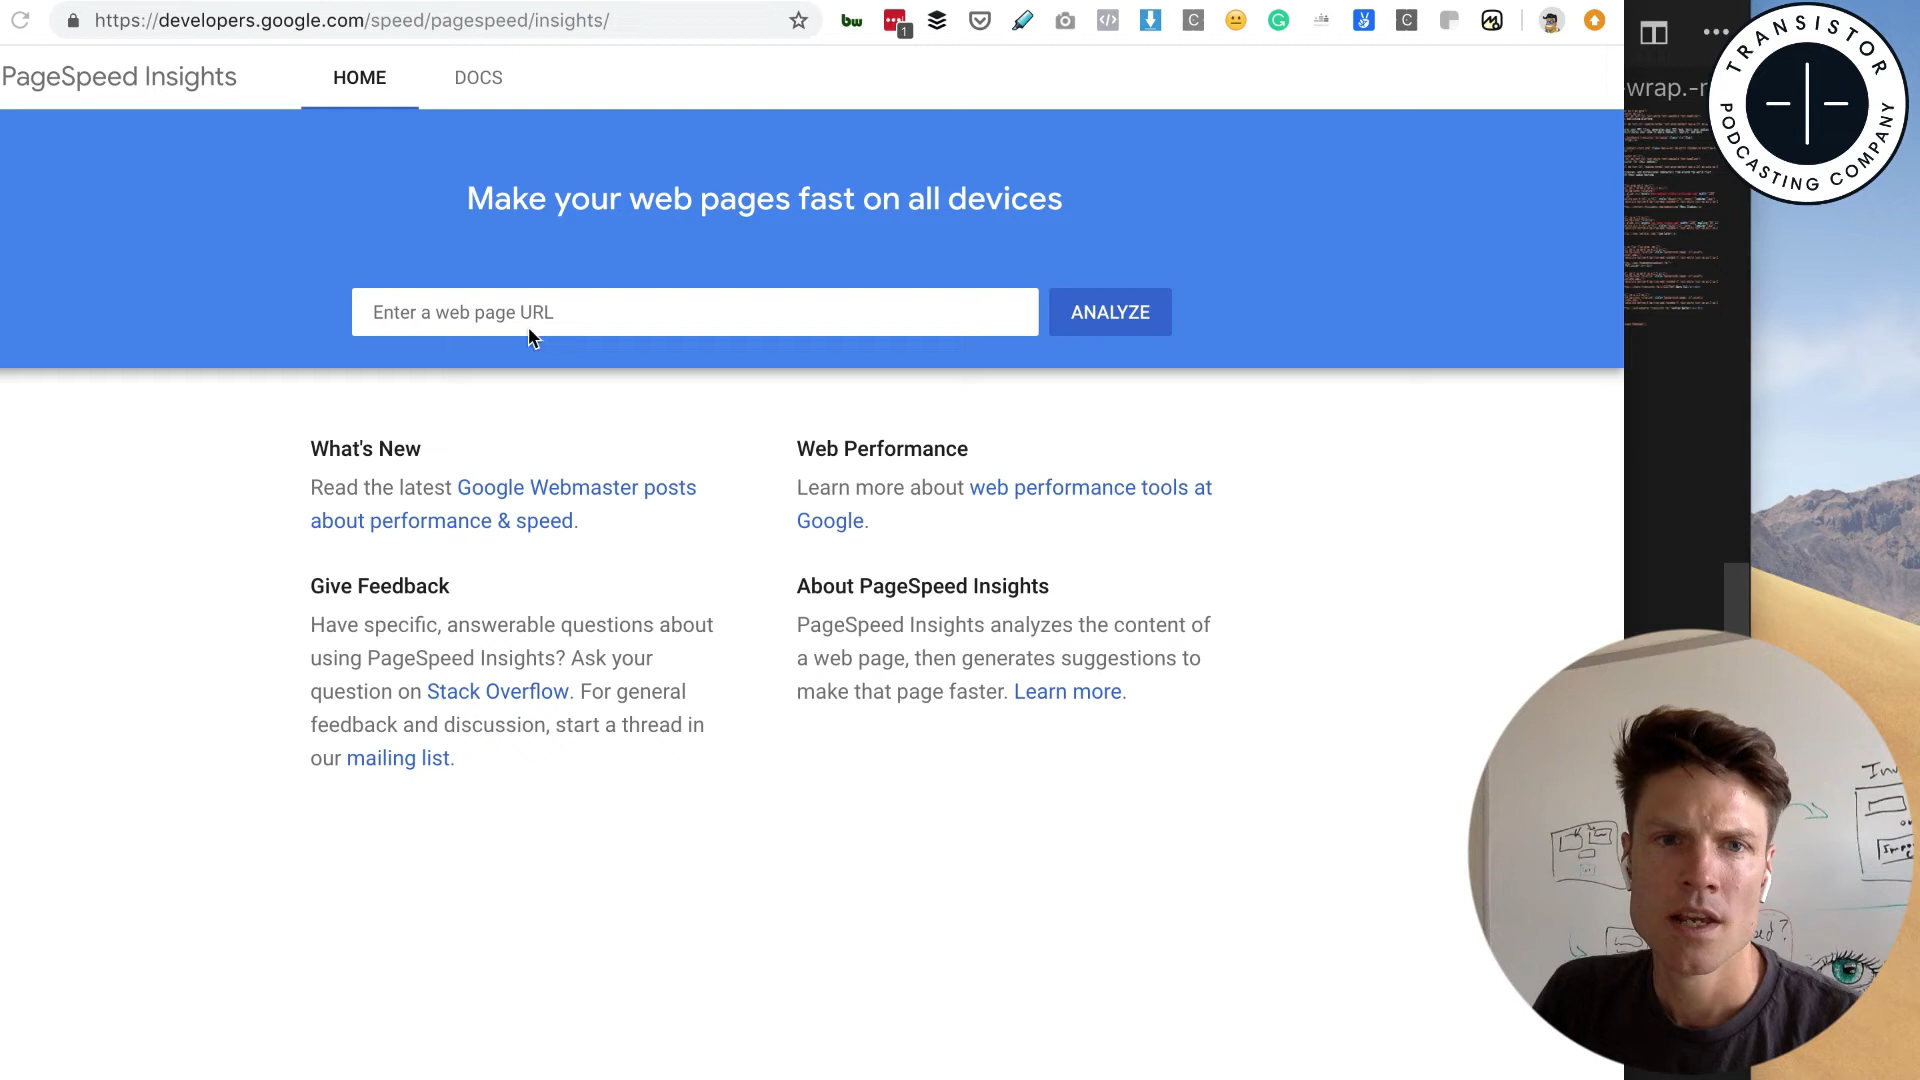 https://developers.google.com/speed/pagespeed/insights/
bw
1
C
C
PageSpeed Insights
HOME
DOCS
Make your web pages fast on all devices
Enter a web page URL
ANALYZE
What's New
Read the latest Google Webmaster posts
about performance & speed.
Web Performance
Learn more about web performance tools at
Google.
Give Feedback
Have specific, answerable questions about
using PageSpeed Insights? Ask your
question on Stack Overflow. For general
feedback and discussion, start a thread in
our mailing list.
About PageSpeed Insights
PageSpeed Insights analyzes the content of
a web page, then generates suggestions to
make that page faster. Learn more.
wrap.-r
TRANSISTOR
PODCASTING COMPANY